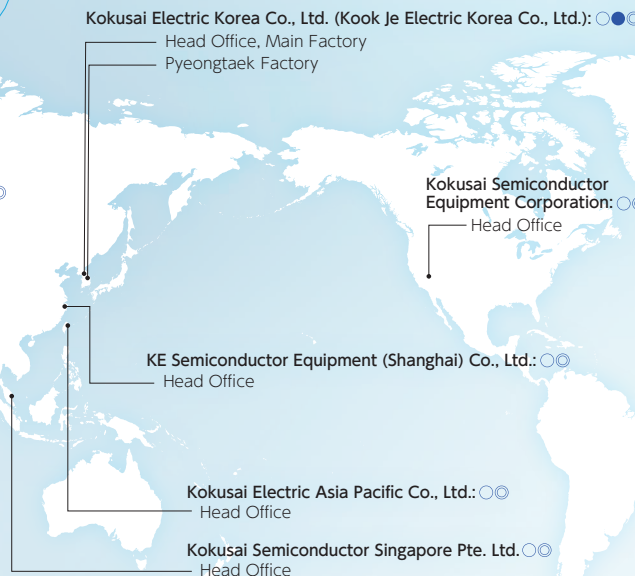 Kokusai Electric Korea Co., Ltd. (Kook Je Electric Korea Co., Ltd.): ○●◎
Head Office, Main Factory
Pyeongtaek Factory
Kokusai Semiconductor
Equipment Corporation: ○◎
Head Office
KE Semiconductor Equipment (Shanghai) Co., Ltd.: ○◎
Head Office
Kokusai Electric Asia Pacific Co., Ltd.: ○◎
Head Office
Kokusai Semiconductor Singapore Pte. Ltd. ○◎
Head Office